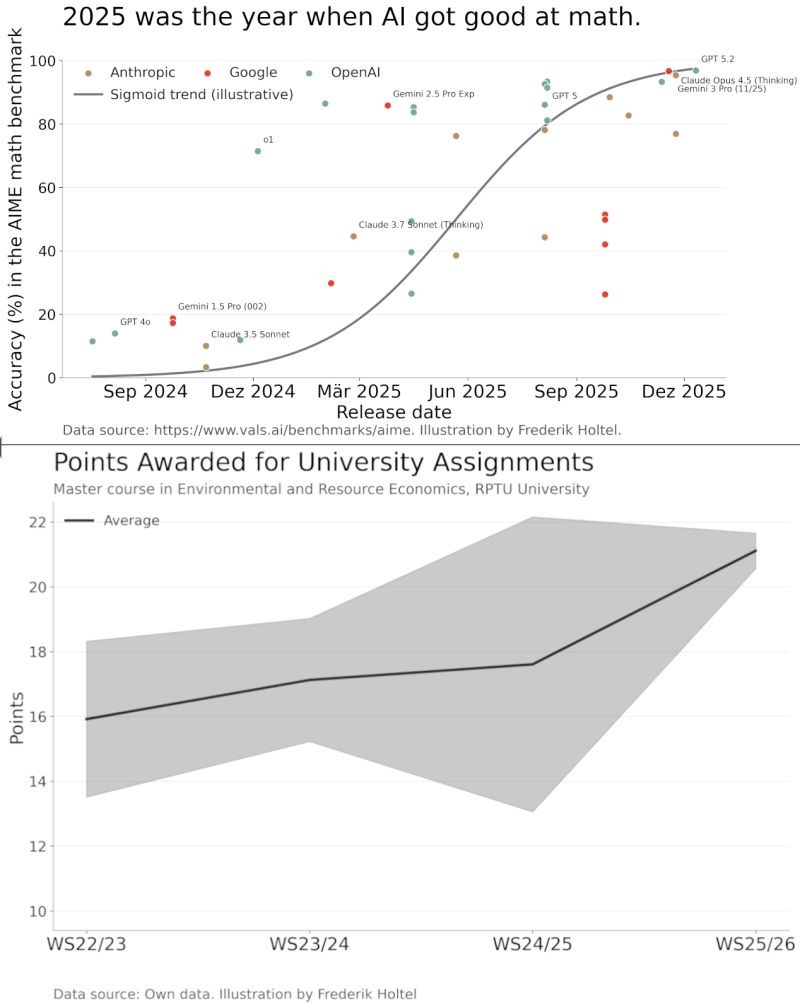 2025 was the year when AI got good at math.
Accuracy (%) in the AIME math benchmark
100
80
60
40
20
0
Anthropic Google OpenAI
Sigmoid trend (illustrative)
GPT 5.2
Claude Opus 4.5 (Thinking)
Gemini 3 Pro (11/25)
Gemini 2.5 Pro Exp
GPT 5
o1
Claude 3.7 Sonnet (Thinking)
Gemini 1.5 Pro (002)
GPT 4o
Claude 3.5 Sonnet
Sep 2024 Dez 2024 Mär 2025 Jun 2025 Sep 2025 Dez 2025
Release date
Data source: https://www.vals.ai/benchmarks/aime. Illustration by Frederik Holtel.
Points Awarded for University Assignments
Master course in Environmental and Resource Economics, RPTU University
Average
Points
22
20
18
16
14
12
10
WS22/23 WS23/24 WS24/25 WS25/26
Data source: Own data. Illustration by Frederik Holtel